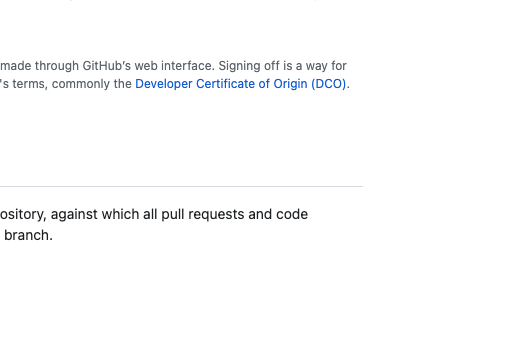 made through GitHub's web interface. Signing off is a way for
's terms, commonly the Developer Certificate of Origin (DCO).
ository, against which all pull requests and code
branch.